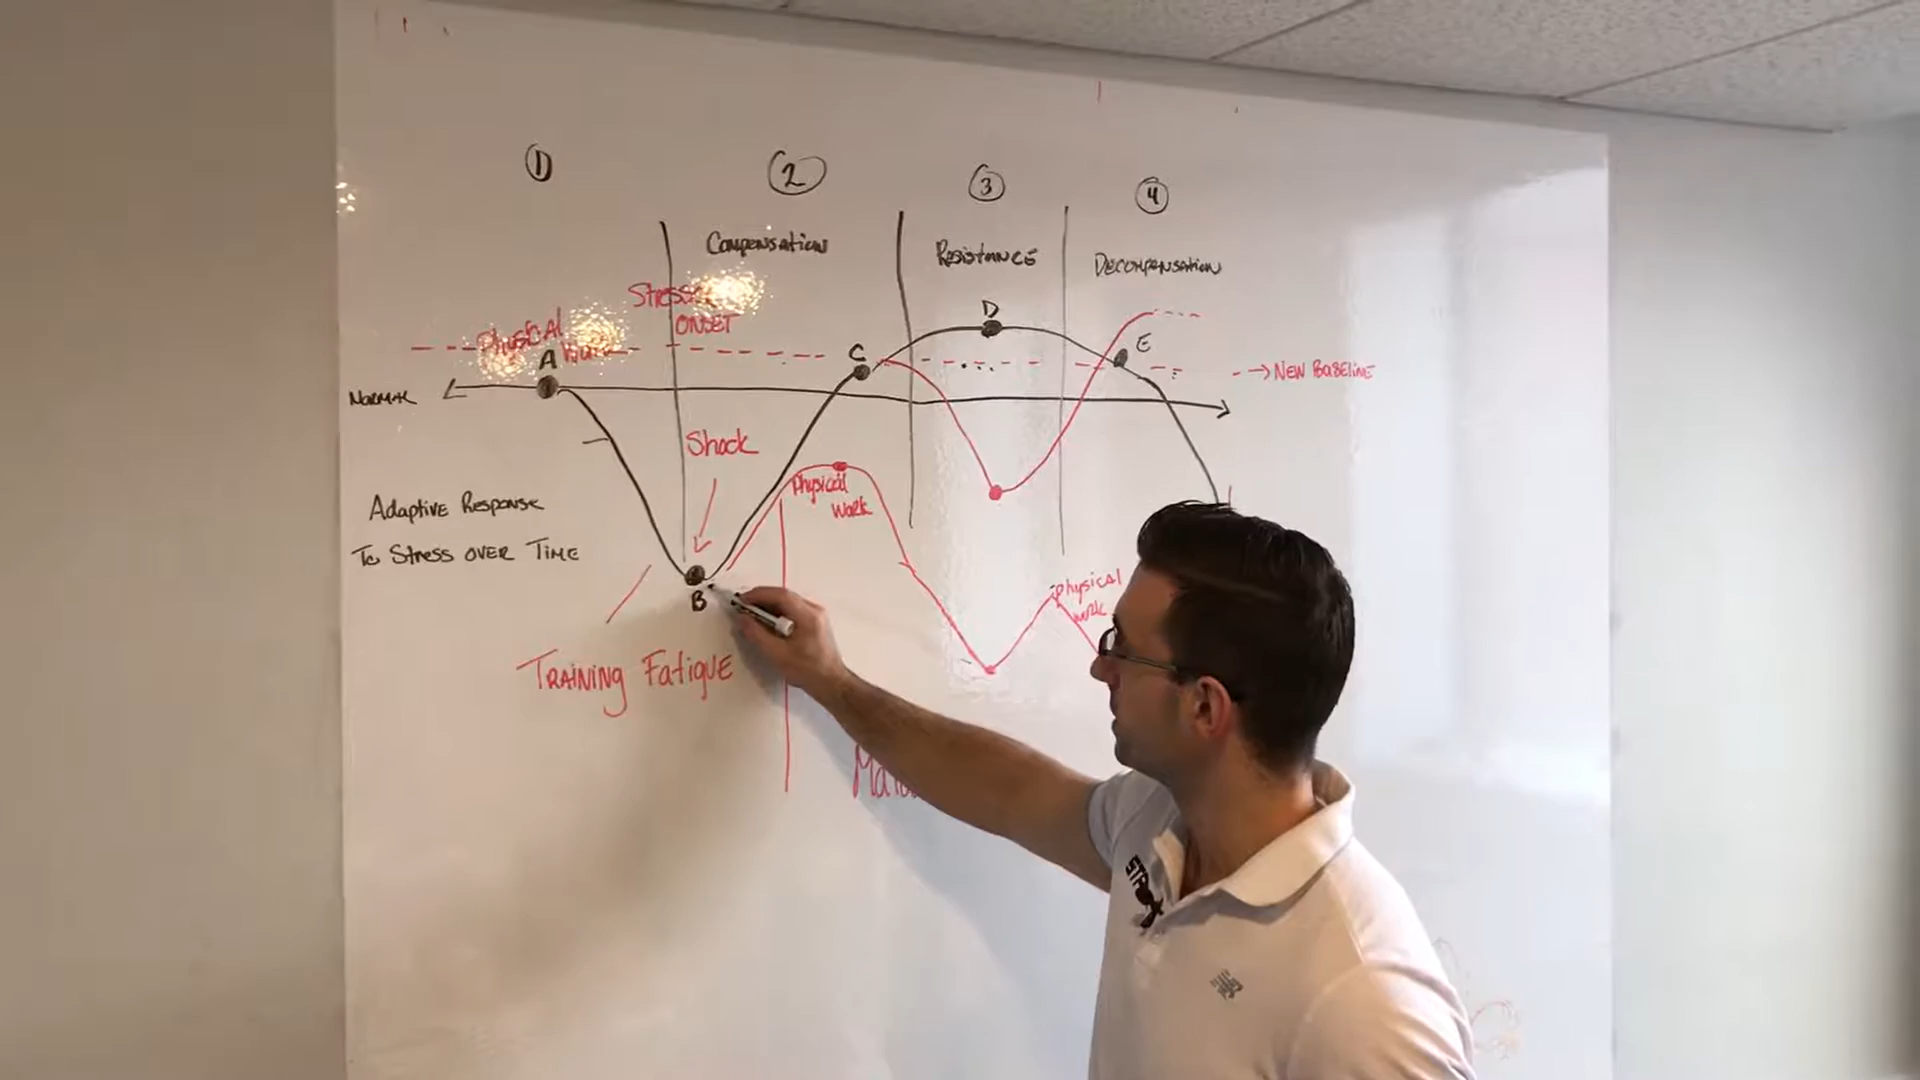 1
2
3
4
Compensation
Resistance
Decompensation
Stress
ONSET
Physical
Work
A
C
D
E
Normal
New Baseline
Shock
Physical
Work
Adaptive Response
To Stress over Time
B
Physical
work
Training Fatigue